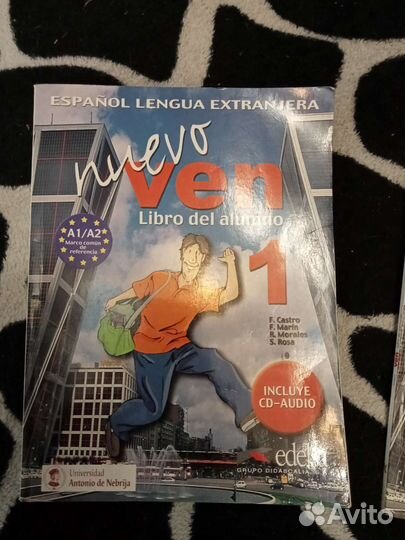 ESPAÑOL LENGUA EXTRANJERA
nuevo
ven
Libro del alumno
1
A1/A2
Marco común de
referencia
F. Castro
F. Marín
R. Morales
S. Rosa
INCLUYE
CD-AUDIO
edelsa
GRUPO DIDASCALIA
Universidad
Antonio de Nebrija
Avito